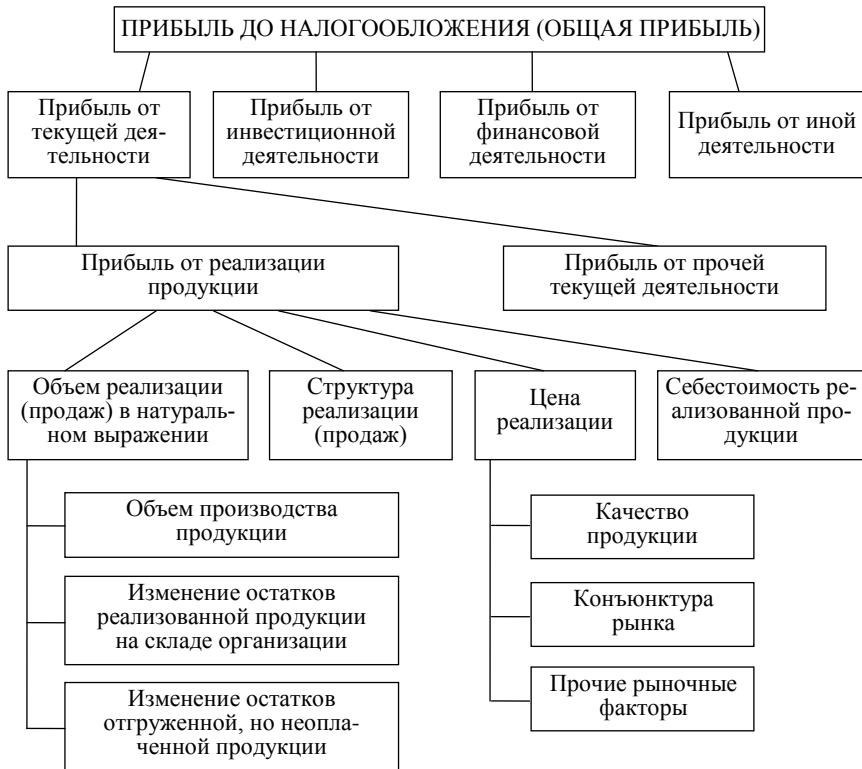 ПРИБЫЛЬ ДО НАЛОГООБЛОЖЕНИЯ (ОБЩАЯ ПРИБЫЛЬ)
Прибыль от
текущей дея-
тельности
Прибыль от
инвестиционной
деятельности
Прибыль от
финансовой
деятельности
Прибыль от иной
деятельности
Прибыль от реализации
продукции
Прибыль от прочей
текущей деятельности
Объем реализации
(продаж) в натураль-
ном выражении
Структура
реализации
(продаж)
Цена
реализации
Себестоимость ре-
ализованной про-
дукции
Объем производства
продукции
Изменение остатков
реализованной продукции
на складе организации
Изменение остатков
отгруженной, но неопла-
ченной продукции
Качество
продукции
Конъюнктура
рынка
Прочие рыночные
факторы